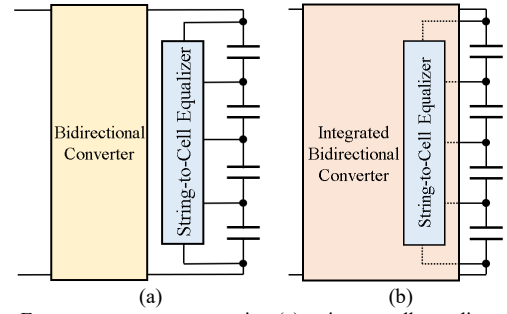 Bidirectional
Converter
String-to-Cell Equalizer
Integrated
Bidirectional
Converter
String-to-Cell Equalizer
(a)
(b)